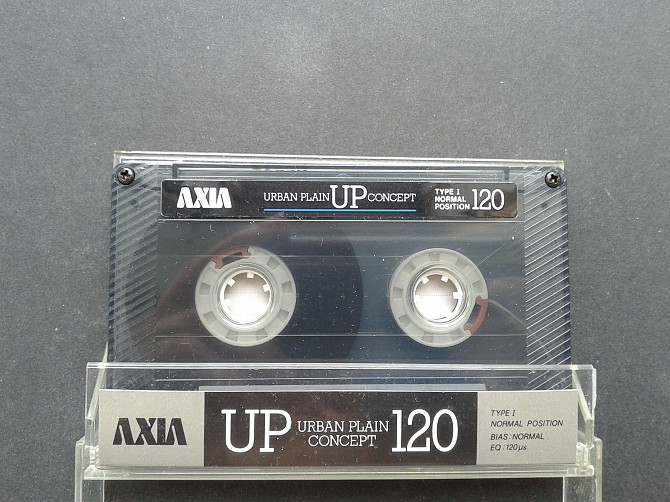 AXIA URBAN PLAIN UP CONCEPT TYPE I NORMAL POSITION 120
AXIA
UP URBAN PLAIN CONCEPT 120
TYPE I
NORMAL POSITION
BIAS: NORMAL
EQ: 120μs